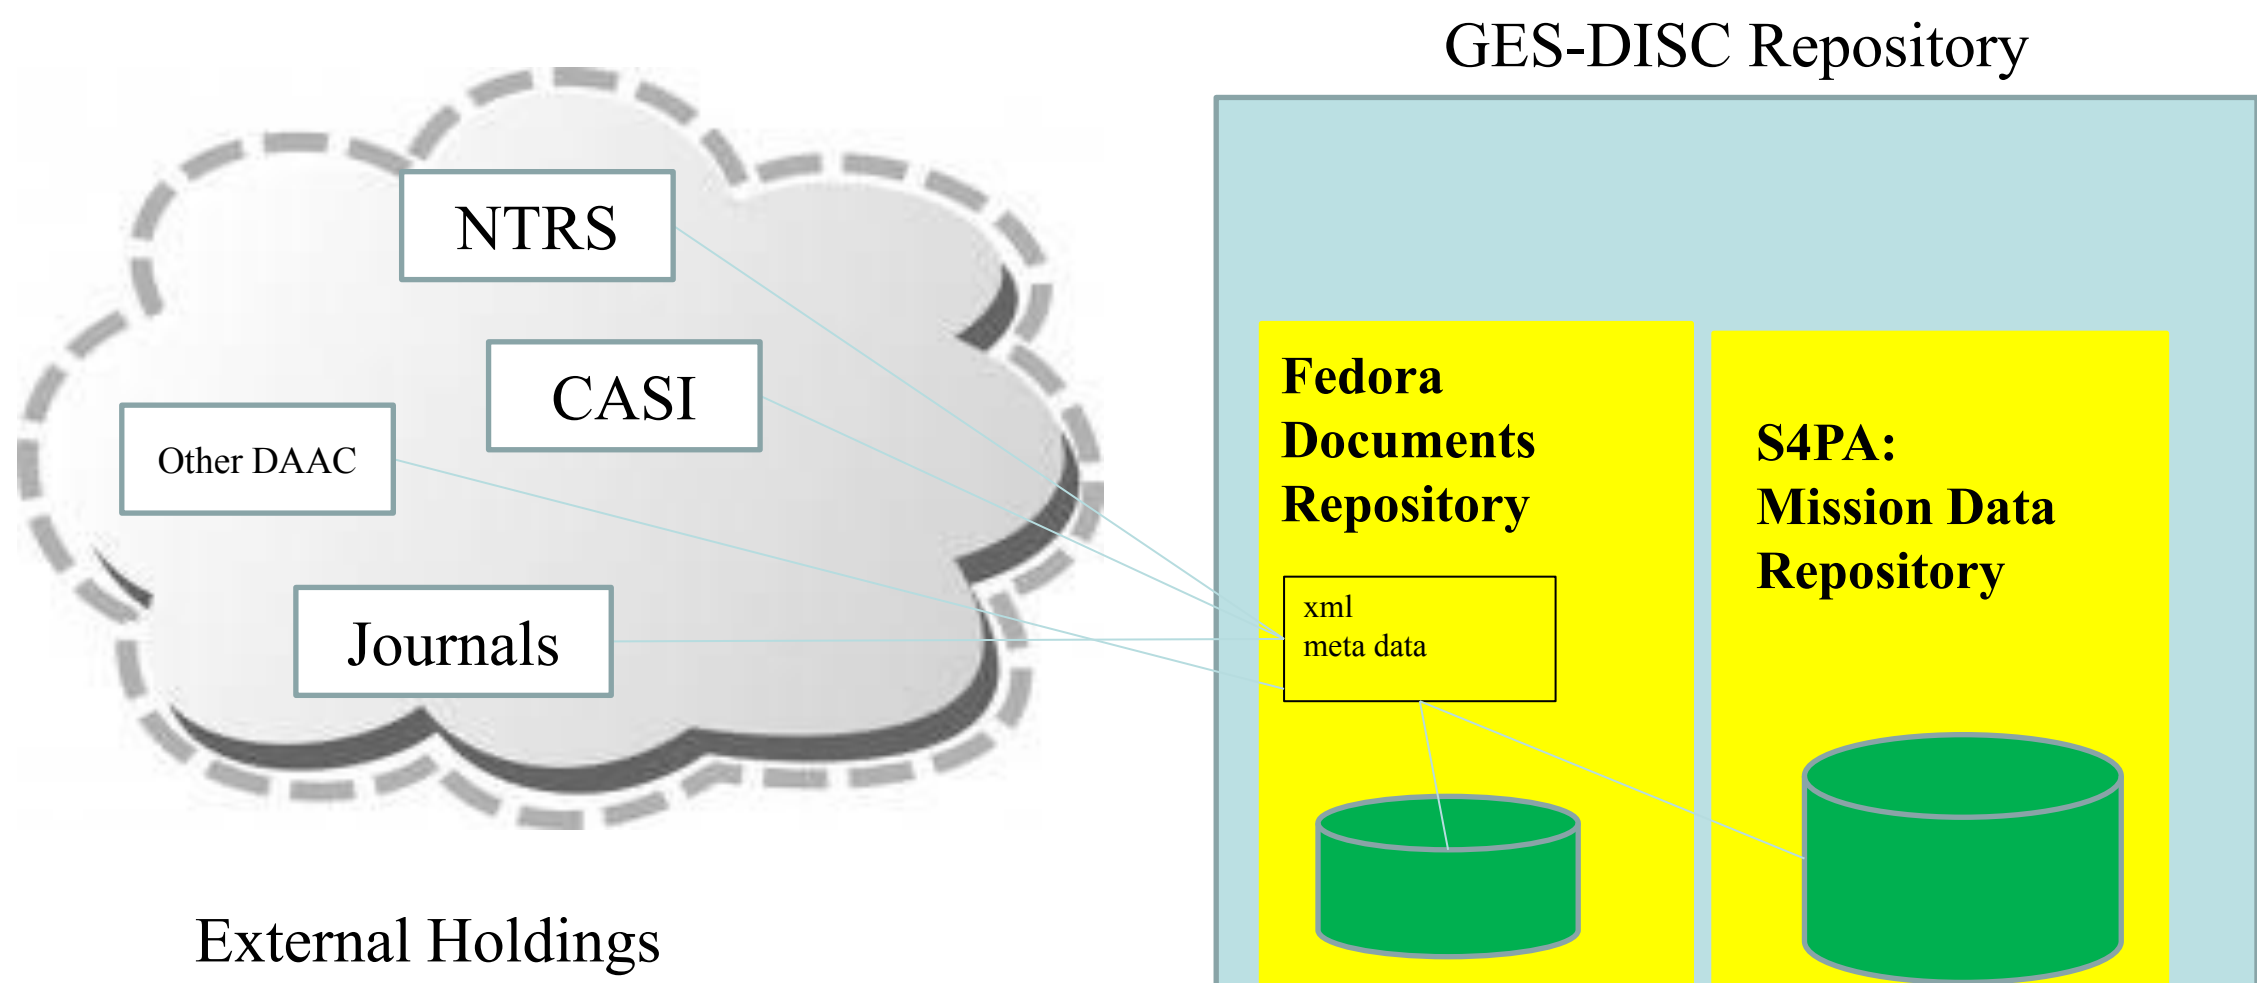 GES-DISC Repository
NTRS
CASI
Other DAAC
Journals
External Holdings
Fedora
Documents
Repository
xml
meta data
S4PA:
Mission Data
Repository